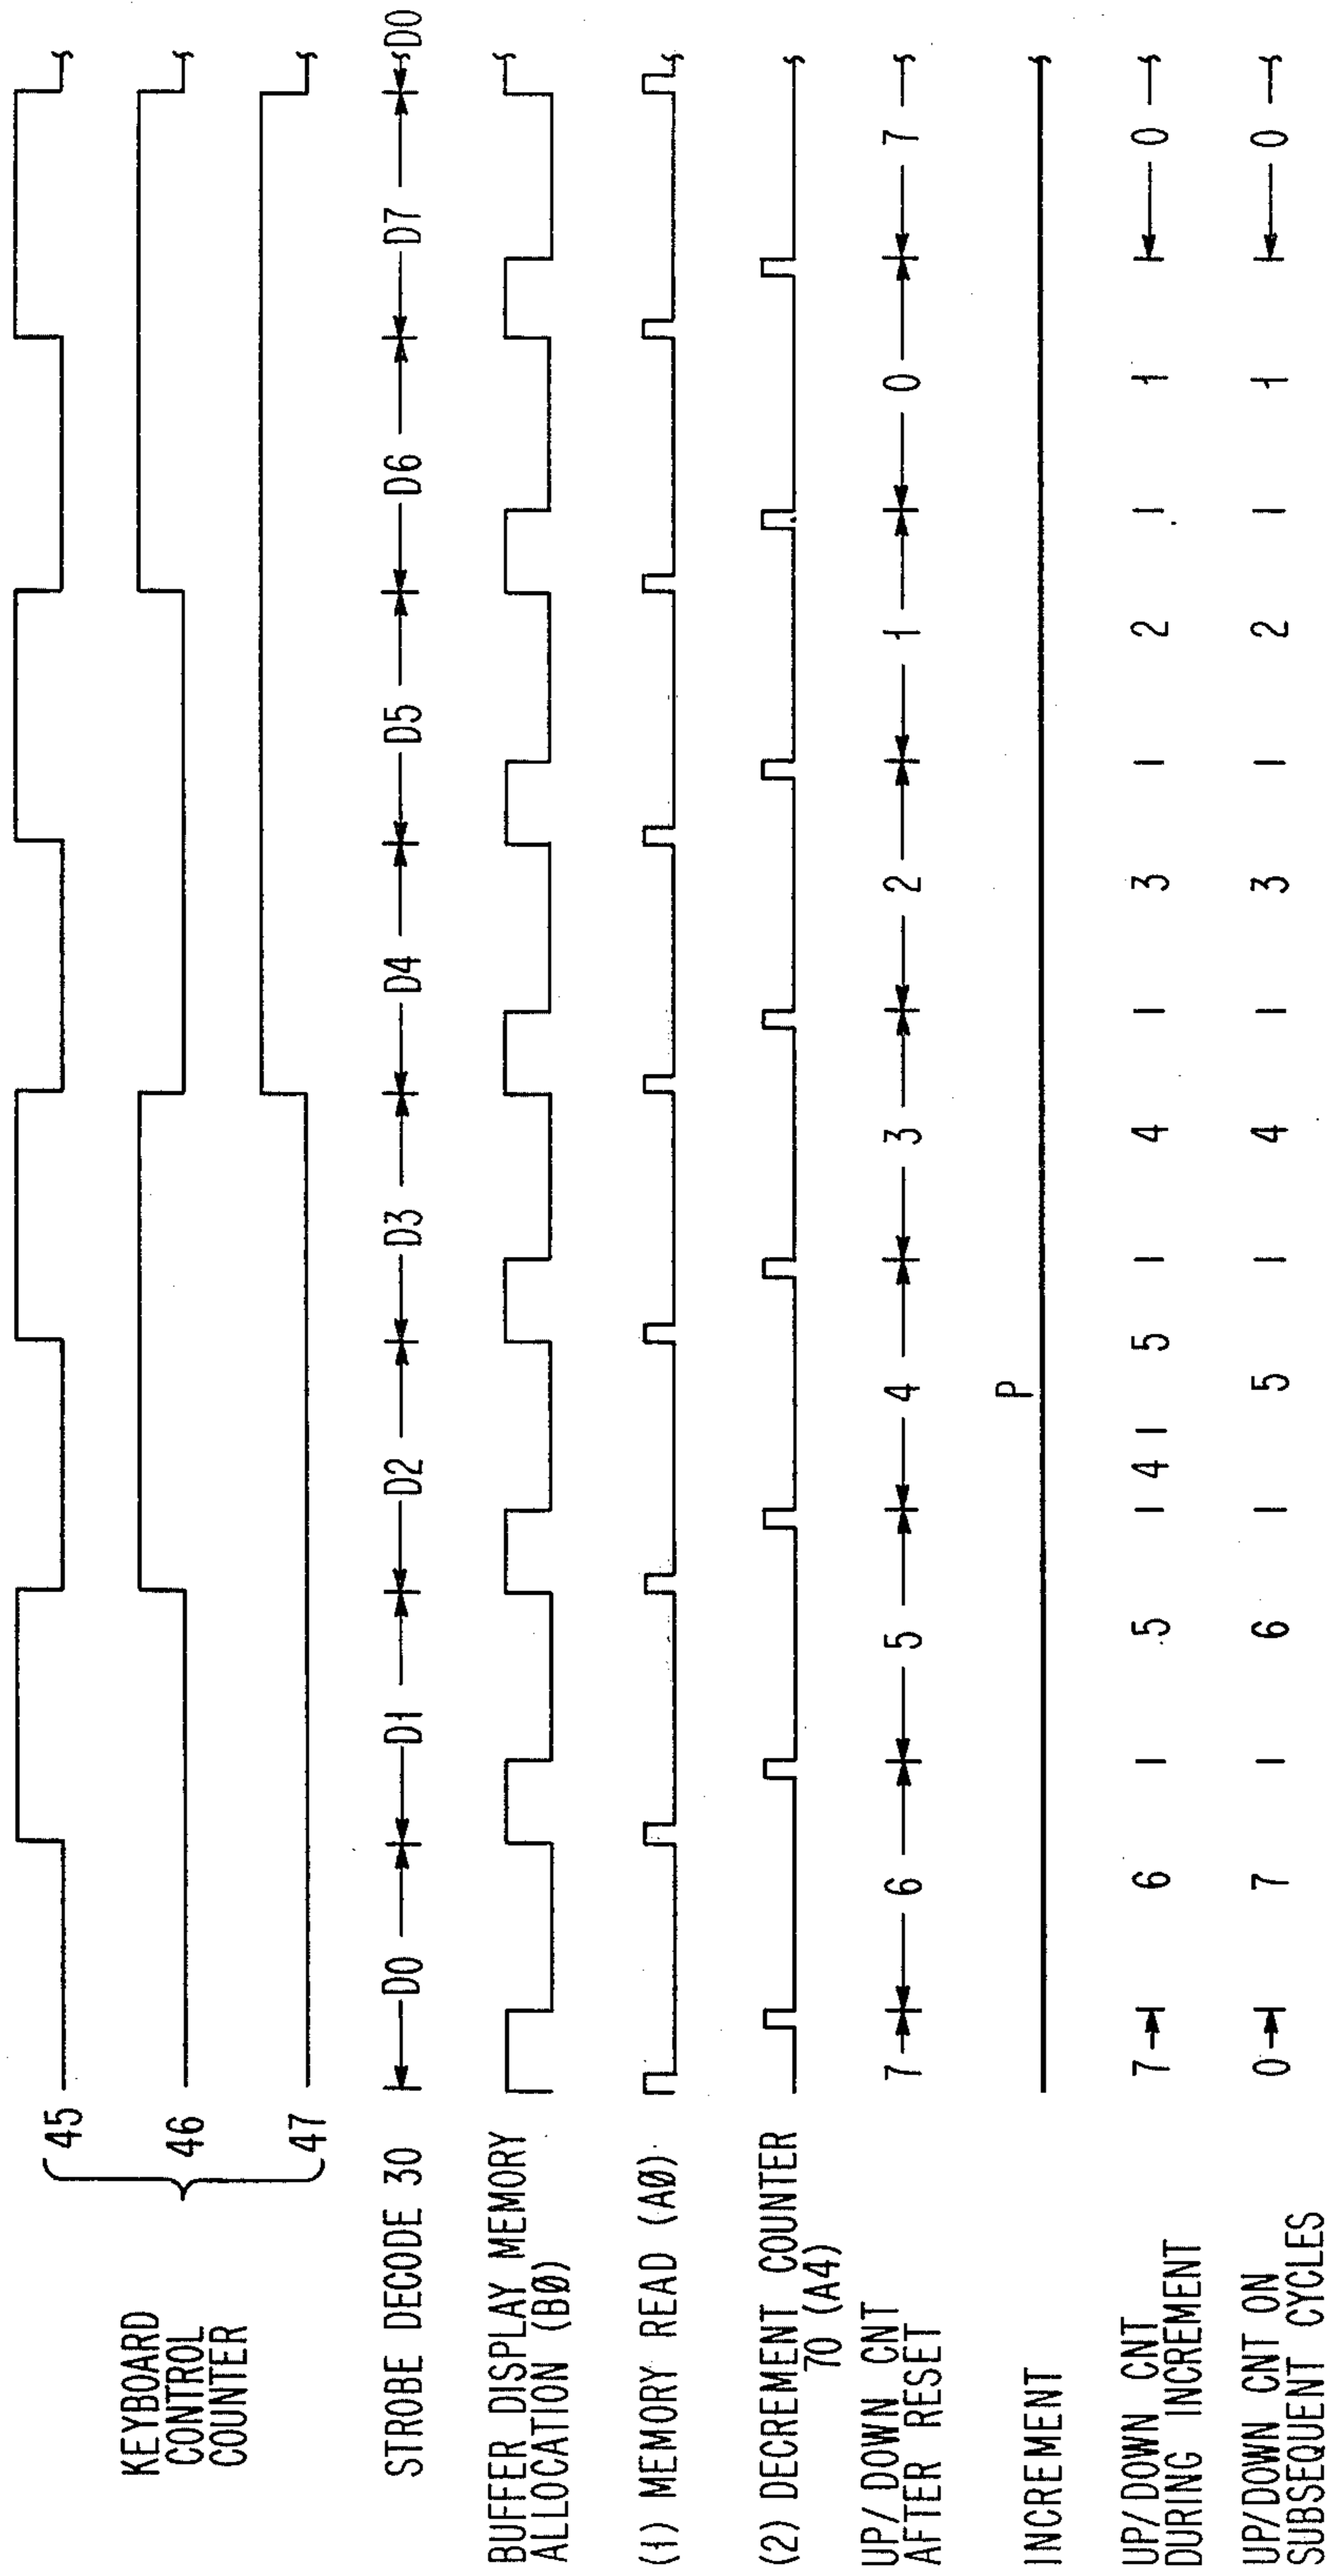 KEYBOARD
CONTROL
COUNTER
45
46
47
STROBE DECODE 30 D0 D1 D2 D3 D4 D5 D6 D7 D0
BUFFER DISPLAY MEMORY
ALLOCATION (BØ)
(1) MEMORY READ (AØ)
(2) DECREMENT COUNTER
70 (A4)
UP/DOWN CNT
AFTER RESET
7 6 5 4 3 2 1 0 7
INCREMENT
P
UP/DOWN CNT
DURING INCREMENT
7 6 5 4 5 4 3 2 1 0
UP/DOWN CNT ON
SUBSEQUENT CYCLES
0 7 6 5 4 3 2 1 0